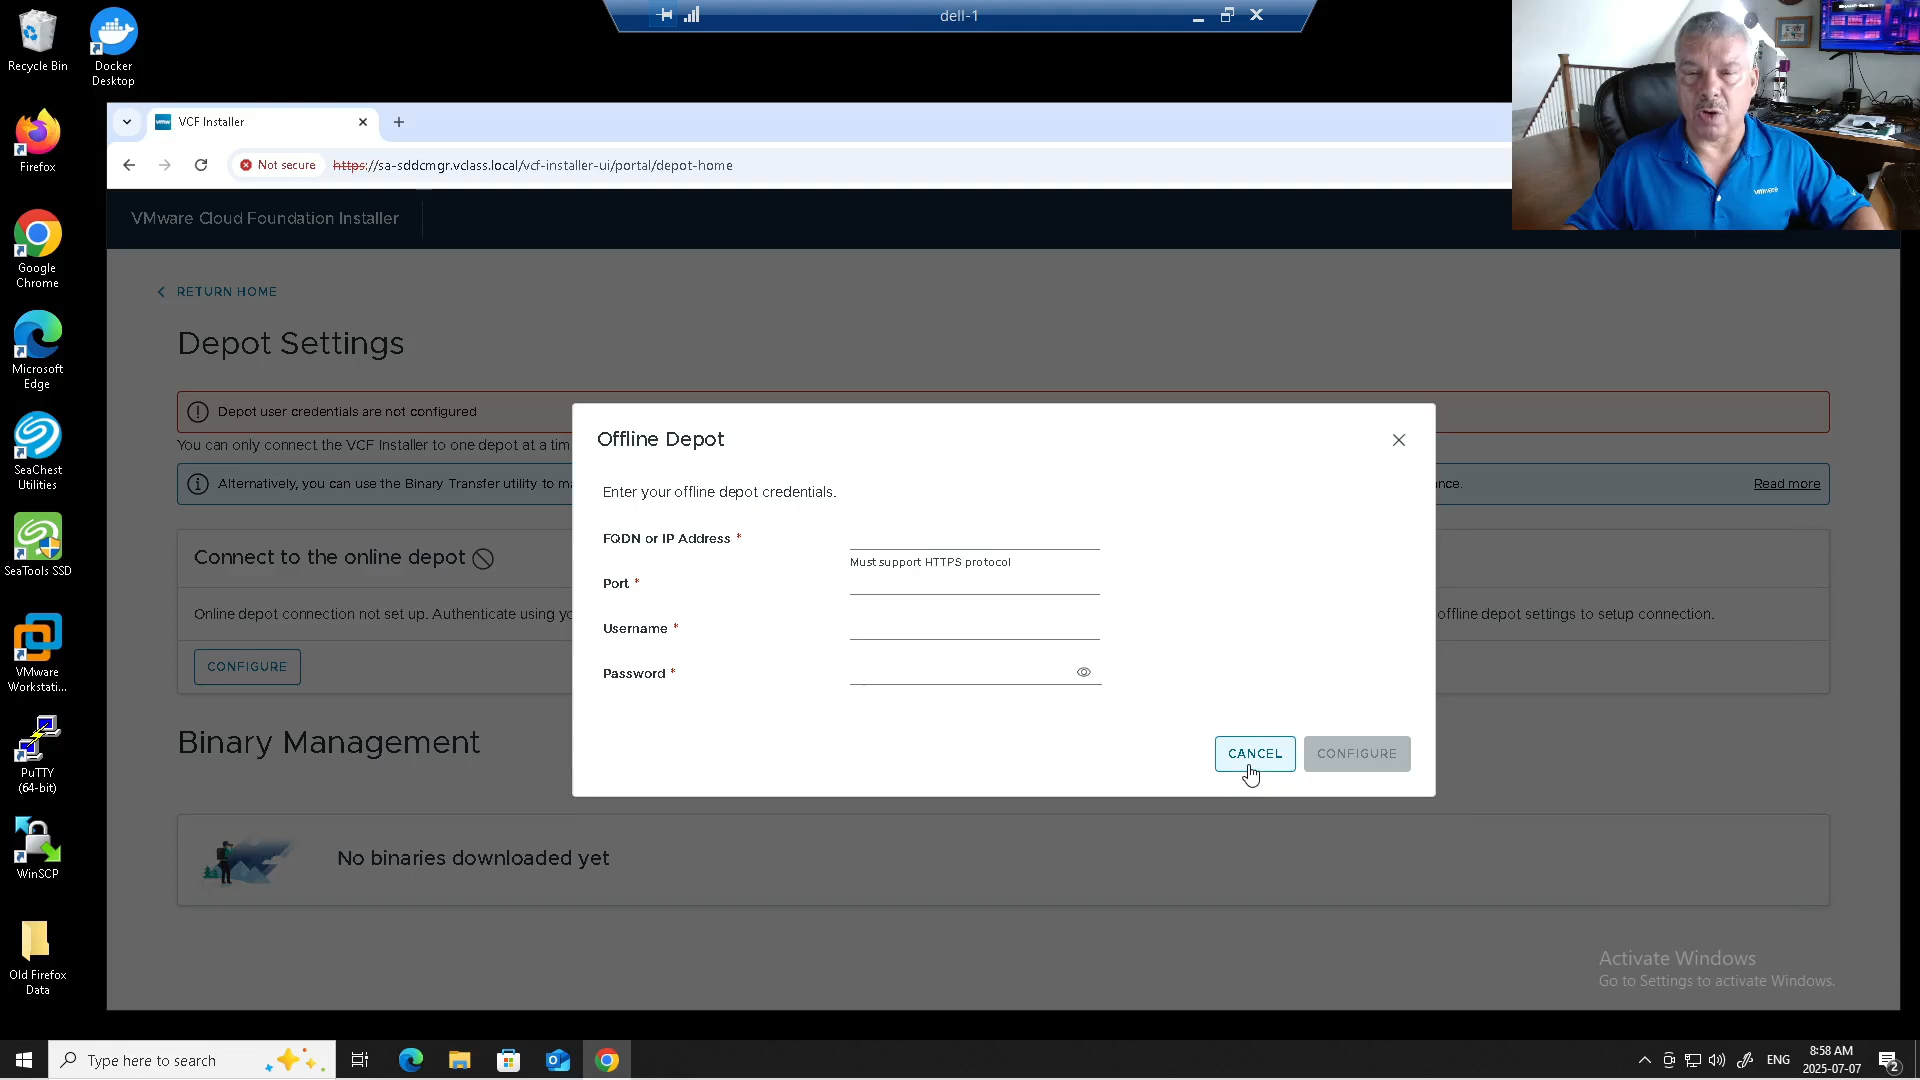 dell-1
Recycle Bin
Docker
Desktop
Firefox
Google
Chrome
Microsoft
Edge
SeaChest
Utilities
SeaTools SSD
VMware
Workstati...
PuTTY
(64-bit)
WinSCP
Old Firefox
Data
vmw
VCF Installer
Not secure
https://sa-sddcmgr.vclass.local/vcf-installer-ui/portal/depot-home
vmware
VMware Cloud Foundation Installer
RETURN HOME
Depot Settings
Depot user credentials are not configured
You can only connect the VCF Installer to one depot at a tim
Alternatively, you can use the Binary Transfer utility to m
nce.
Read more
Connect to the online depot
Online depot connection not set up. Authenticate using yo
offline depot settings to setup connection.
CONFIGURE
Offline Depot
Enter your offline depot credentials.
FQDN or IP Address *
Must support HTTPS protocol
Port *
Username *
Password *
CANCEL
CONFIGURE
Binary Management
No binaries downloaded yet
Activate Windows
Go to Settings to activate Windows.
Type here to search
ENG
8:58 AM
2025-07-07
2